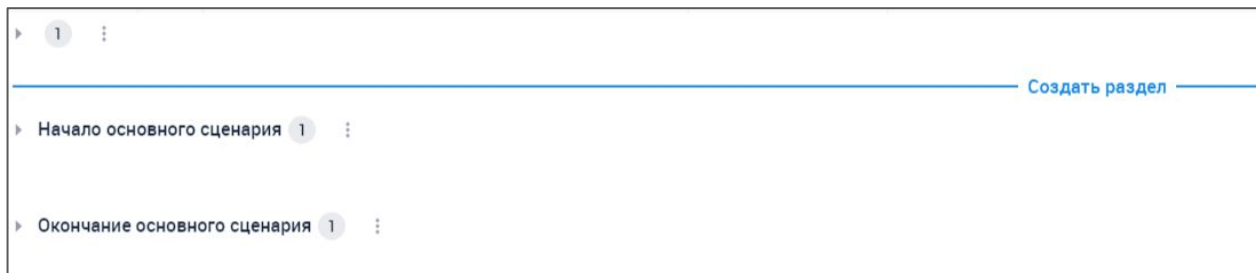 1
Создать раздел
Начало основного сценария 1
Окончание основного сценария 1